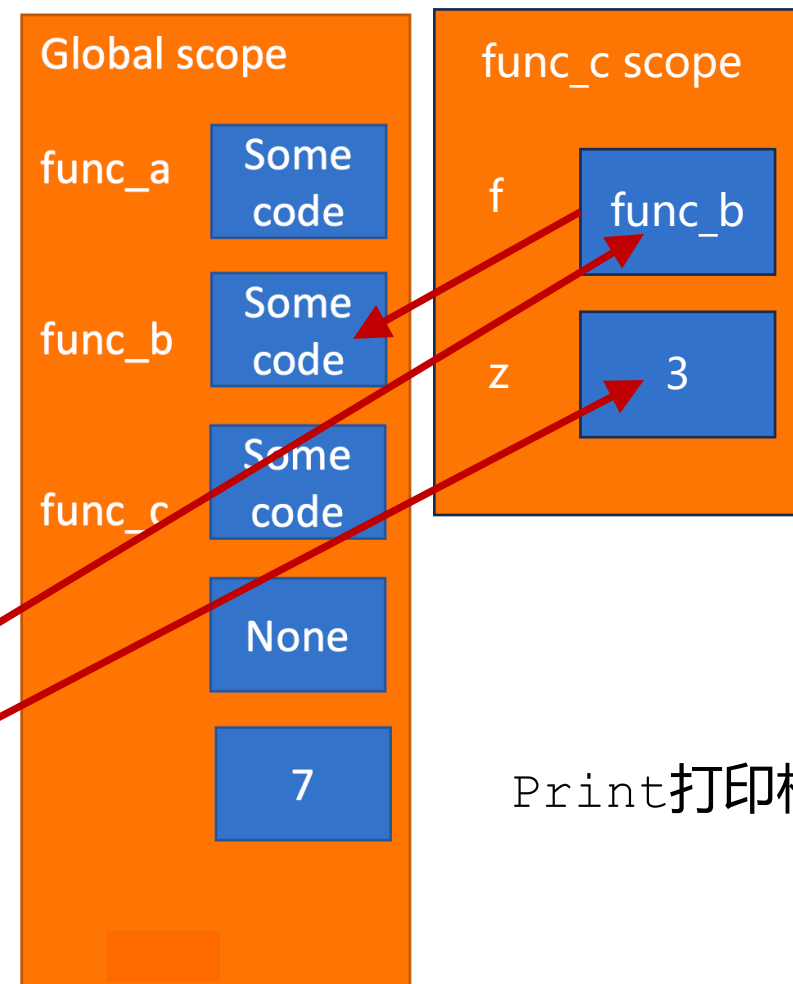 Global scope
func_a
Some
code
func_b
Some
code
func_c
Some
code
None
7
func_c scope
f
func_b
z
3
Print打印